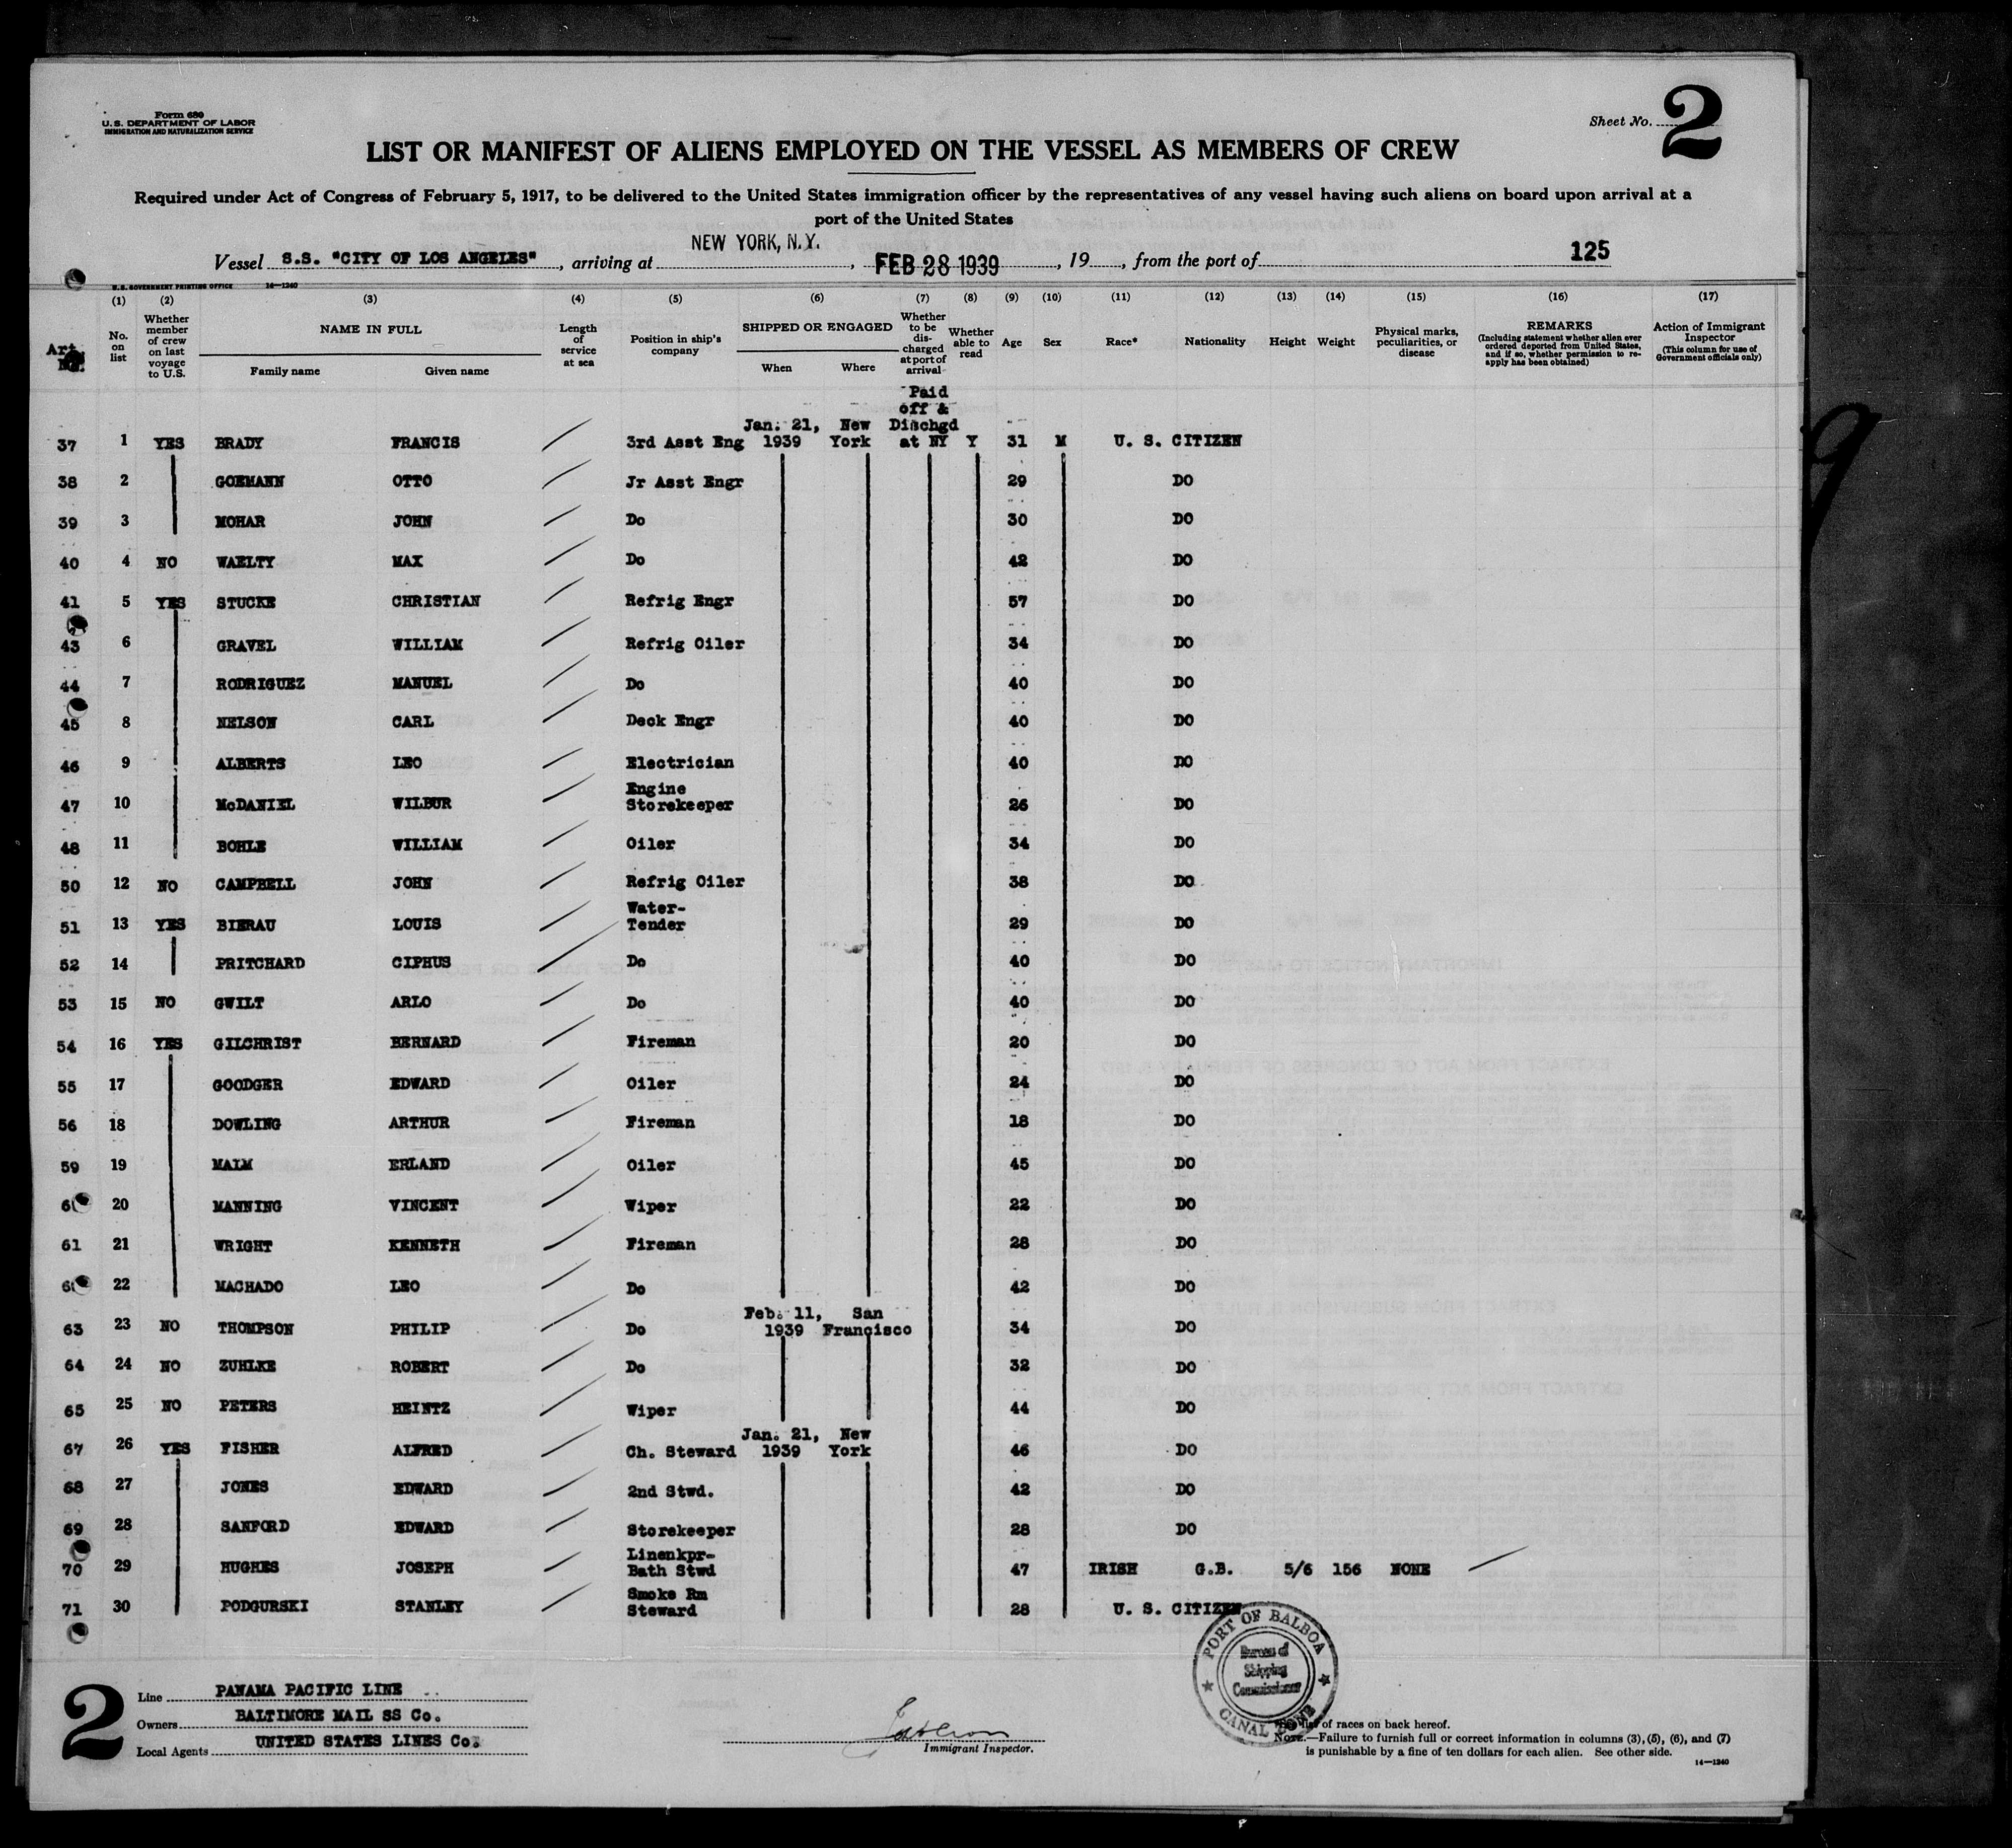 Form 680
U. S. DEPARTMENT OF LABOR
IMMIGRATION AND NATURALIZATION SERVICE
Sheet No. 2
LIST OR MANIFEST OF ALIENS EMPLOYED ON THE VESSEL AS MEMBERS OF CREW
Required under Act of Congress of February 5, 1917, to be delivered to the United States immigration officer by the representatives of any vessel having such aliens on board upon arrival at a
port of the United States
Vessel S.S. "CITY OF LOS ANGELES", arriving at NEW YORK, N.Y., FEB 28 1939, 19, from the port of 125
U. S. GOVERNMENT PRINTING OFFICE 14—1240
(1) (2) (3) (4) (5) (6) (7) (8) (9) (10) (11) (12) (13) (14) (15) (16) (17)
Art.
No. on list
Whether member of crew on last voyage to U.S.
NAME IN FULL
Family name Given name
Length of service at sea
Position in ship's company
SHIPPED OR ENGAGED
When Where
Whether to be discharged at port of arrival
Whether able to read
Age Sex Race* Nationality Height Weight
Physical marks, peculiarities, or disease
REMARKS
(Including statement whether alien ever ordered deported from United States, and if so, whether permission to reapply has been obtained)
Action of Immigrant Inspector
(This column for use of Government officials only)
Paid
off &
Jan. 21, New Dischgd
37 1 YES BRADY FRANCIS 3rd Asst Eng 1939 York at NY Y 31 M U. S. CITIZEN
38 2 GOEMANN OTTO Jr Asst Engr 29 DO
39 3 MOHAR JOHN Do 30 DO
40 4 NO WAELTY MAX Do 42 DO
41 5 YES STUCKE CHRISTIAN Refrig Engr 57 DO
43 6 GRAVEL WILLIAM Refrig Oiler 34 DO
44 7 RODRIGUEZ MANUEL Do 40 DO
45 8 NELSON CARL Deck Engr 40 DO
46 9 ALBERTS LEO Electrician 40 DO
Engine
47 10 McDANIEL WILBUR Storekeeper 26 DO
48 11 BOHLE WILLIAM Oiler 34 DO
50 12 NO CAMPBELL JOHN Refrig Oiler 38 DO
Water-
51 13 YES BIERAU LOUIS Tender 29 DO
52 14 PRITCHARD CIPHUS Do 40 DO
53 15 NO GWILT ARLO Do 40 DO
54 16 YES GILCHRIST BERNARD Fireman 20 DO
55 17 GOODGER EDWARD Oiler 24 DO
56 18 DOWLING ARTHUR Fireman 18 DO
59 19 MALM ERLAND Oiler 45 DO
20 MANNING VINCENT Wiper 22 DO
61 21 WRIGHT KENNETH Fireman 28 DO
22 MACHADO LEO Do 42 DO
Feb. 11, San
63 23 NO THOMPSON PHILIP Do 1939 Francisco 34 DO
64 24 NO ZUHLKE ROBERT Do 32 DO
65 25 NO PETERS HEINTZ Wiper 44 DO
Jan. 21, New
67 26 YES FISHER ALFRED Ch. Steward 1939 York 46 DO
68 27 JONES EDWARD 2nd Stwd. 42 DO
69 28 SANFORD EDWARD Storekeeper 28 DO
Linenkpr-
70 29 HUGHES JOSEPH Bath Stwd 47 IRISH G.B. 5/6 156 NONE
Smoke Rm
71 30 PODGURSKI STANLEY Steward 28 U. S. CITIZEN
PORT OF BALBOA
Bureau of
Shipping
Commissioner
CANAL ZONE
2
Line PANAMA PACIFIC LINE
Owners BALTIMORE MAIL SS Co.
Local Agents UNITED STATES LINES Co.
Immigrant Inspector.
list of races on back hereof.
NOTE.—Failure to furnish full or correct information in columns (3), (5), (6), and (7)
is punishable by a fine of ten dollars for each alien. See other side.
14—1240
9